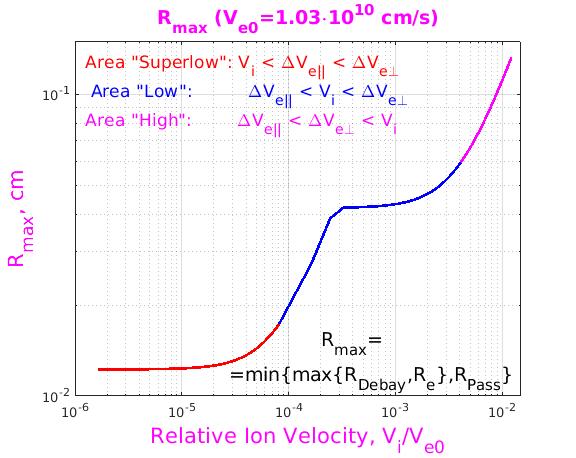 R_max (V_e0=1.03·10^10 cm/s)
Area "Superlow": V_i < ΔV_e|| < ΔV_e⊥
Area "Low": ΔV_e|| < V_i < ΔV_e⊥
Area "High": ΔV_e|| < ΔV_e⊥ < V_i
10^-1
R_max, cm
R_max=
=min{max{R_Debay,R_e},R_Pass}
10^-2
10^-6 10^-5 10^-4 10^-3 10^-2
Relative Ion Velocity, V_i/V_e0